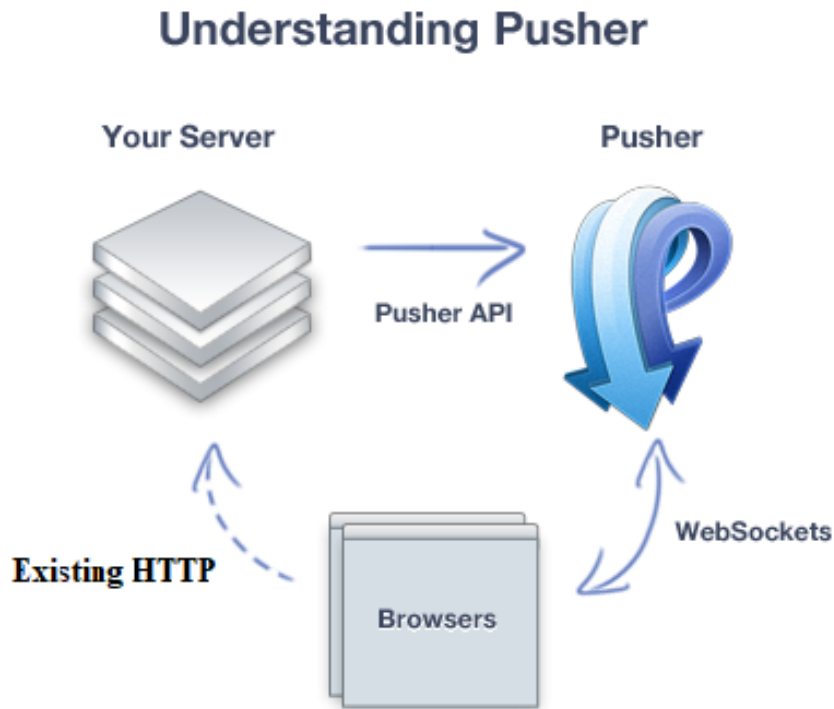 Understanding Pusher
Your Server
Pusher
Pusher API
Existing HTTP
WebSockets
Browsers